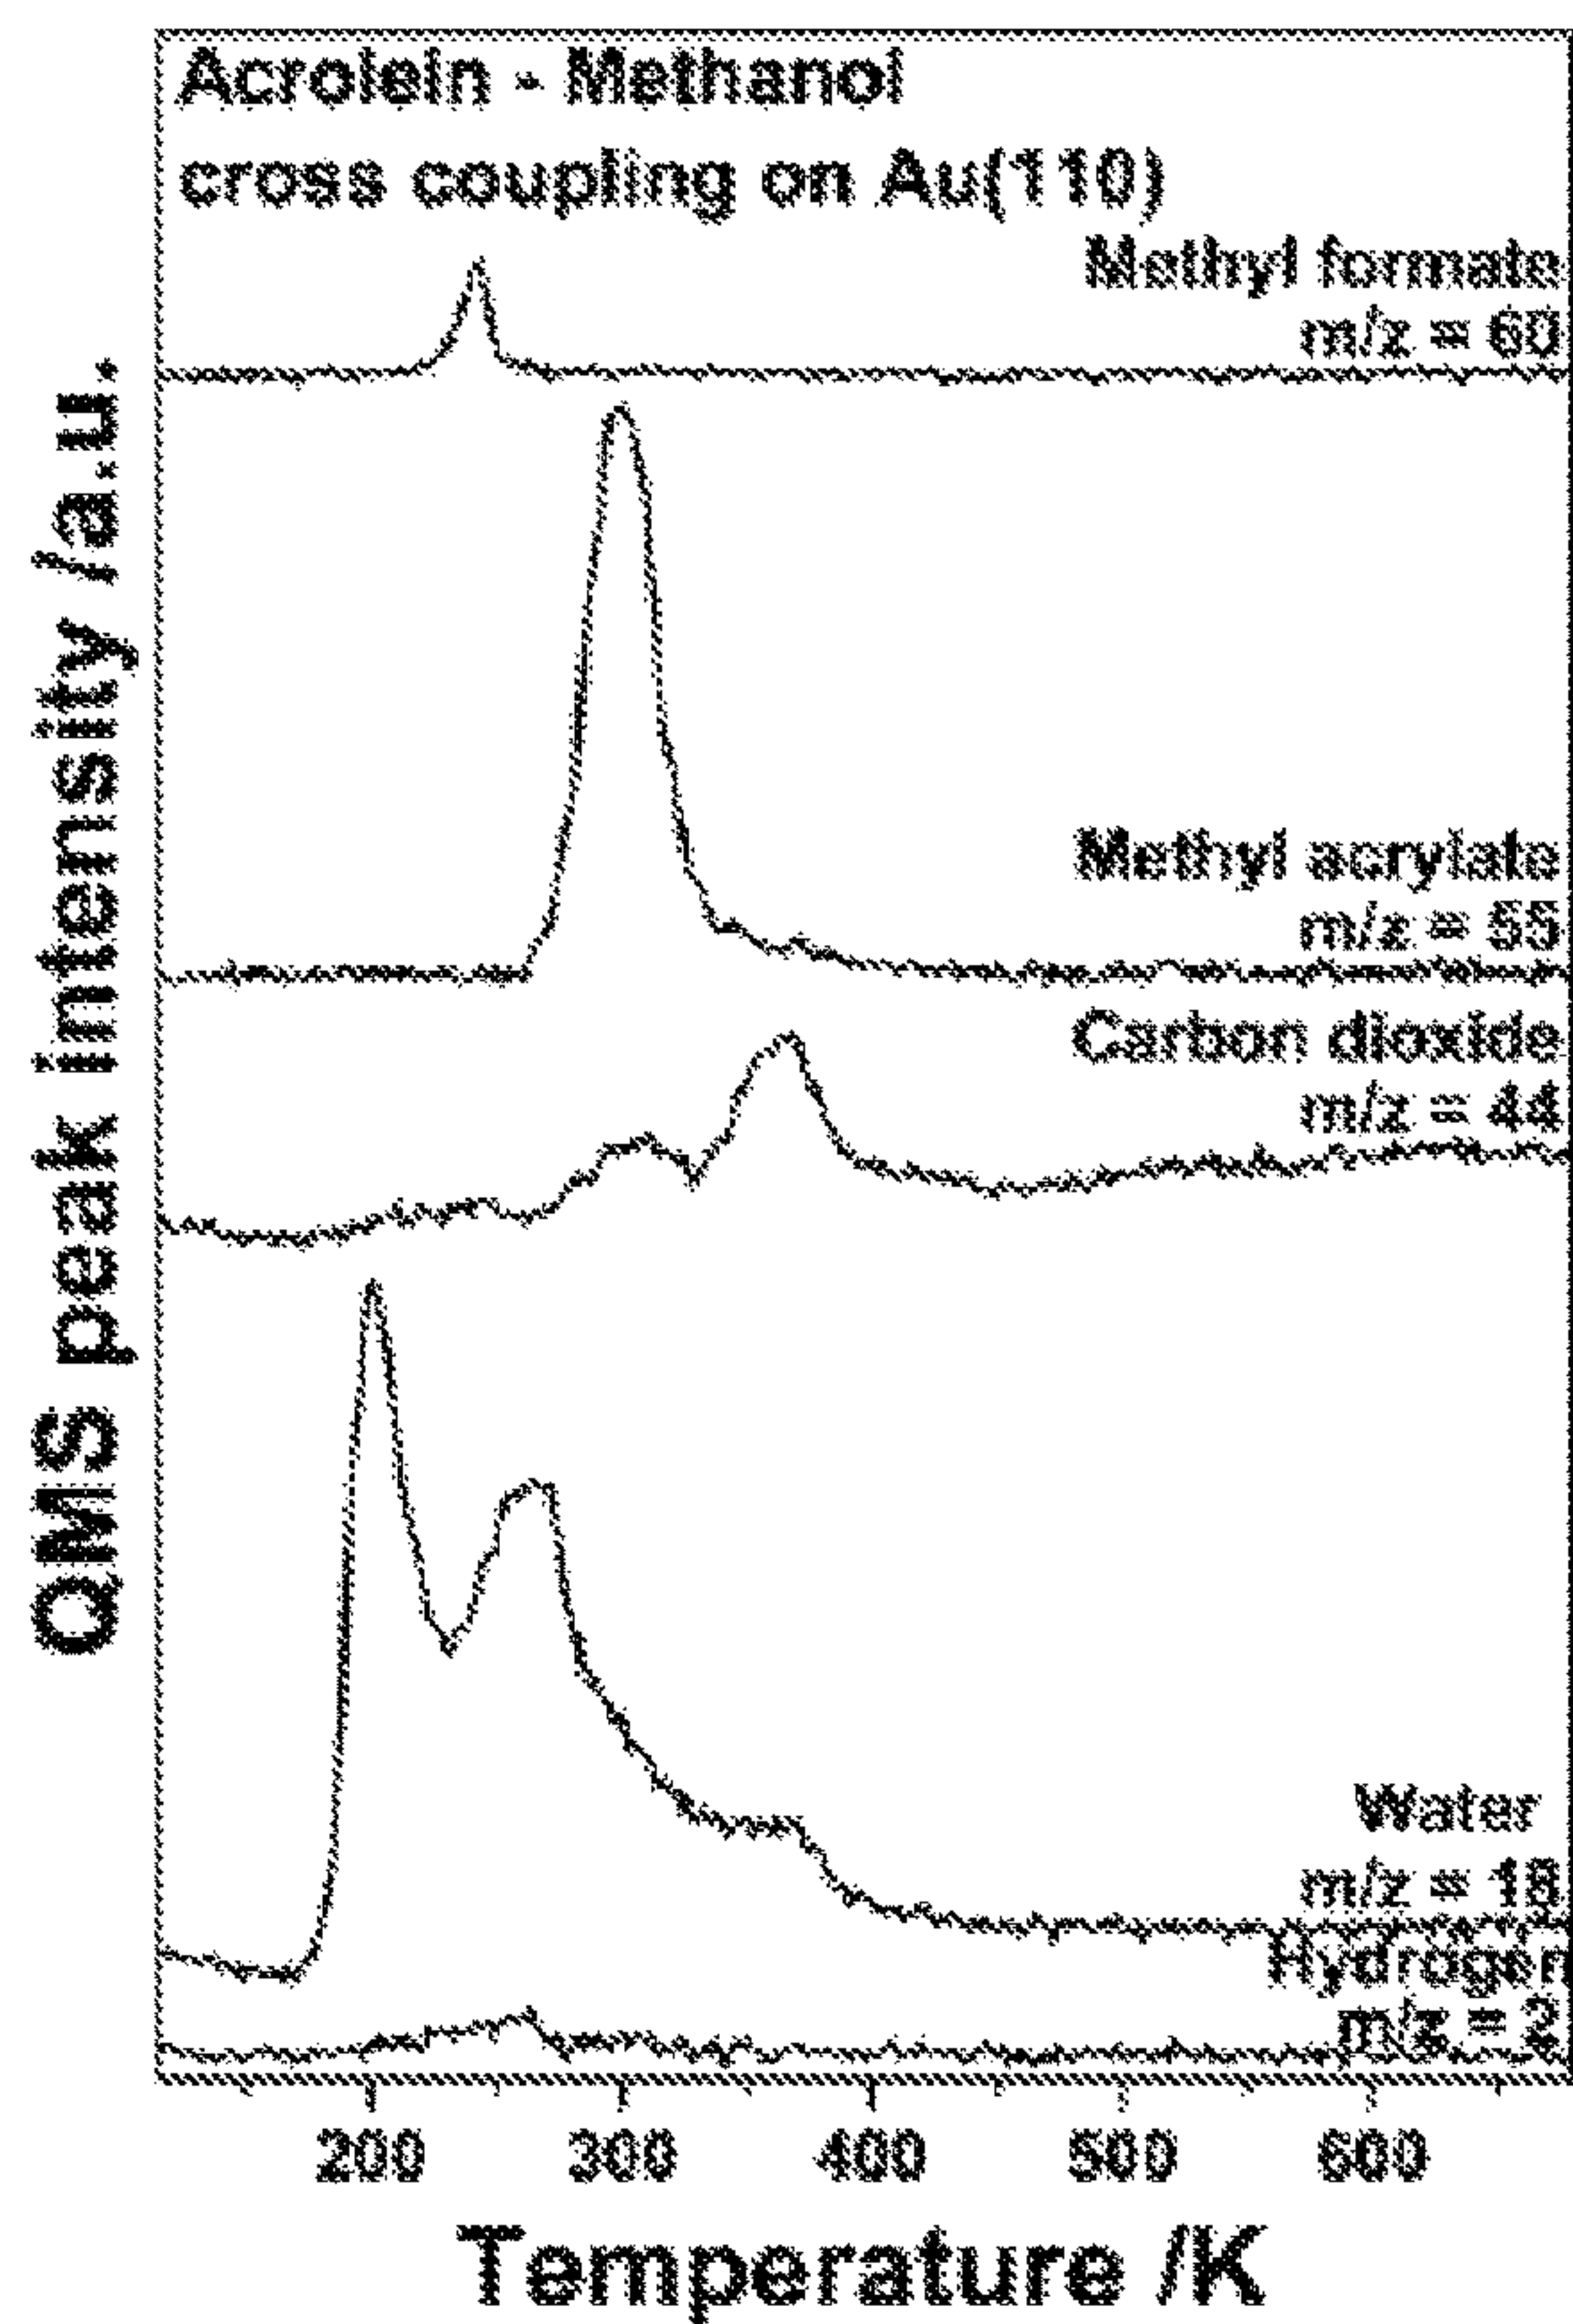 Acrolein - Methanol
cross coupling on Au(110)
Methyl formate
m/z = 60
Methyl acrylate
m/z = 55
Carbon dioxide
m/z = 44
Water
m/z = 18
Hydrogen
m/z = 2
QMS peak intensity /a.u.
200 300 400 500 600
Temperature /K